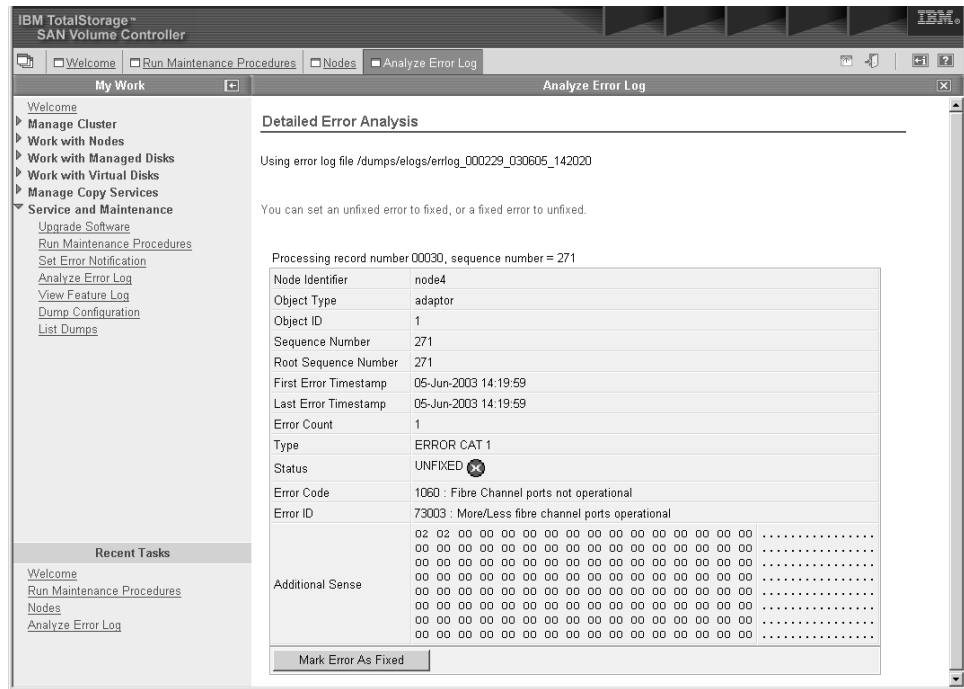 IBM TotalStorage™
SAN Volume Controller
IBM®
Welcome
Run Maintenance Procedures
Nodes
Analyze Error Log
My Work
Analyze Error Log
Welcome
Manage Cluster
Work with Nodes
Work with Managed Disks
Work with Virtual Disks
Manage Copy Services
Service and Maintenance
Upgrade Software
Run Maintenance Procedures
Set Error Notification
Analyze Error Log
View Feature Log
Dump Configuration
List Dumps
Recent Tasks
Welcome
Run Maintenance Procedures
Nodes
Analyze Error Log
Detailed Error Analysis
Using error log file /dumps/elogs/errlog_000229_030605_142020
You can set an unfixed error to fixed, or a fixed error to unfixed.
Processing record number 00030, sequence number = 271
Node Identifier node4
Object Type adaptor
Object ID 1
Sequence Number 271
Root Sequence Number 271
First Error Timestamp 05-Jun-2003 14:19:59
Last Error Timestamp 05-Jun-2003 14:19:59
Error Count 1
Type ERROR CAT 1
Status UNFIXED
Error Code 1060 : Fibre Channel ports not operational
Error ID 73003 : More/Less fibre channel ports operational
Additional Sense
02 02 00 00 00 00 00 00 00 00 00 00 00 00 00 00 ................
00 00 00 00 00 00 00 00 00 00 00 00 00 00 00 00 ................
00 00 00 00 00 00 00 00 00 00 00 00 00 00 00 00 ................
00 00 00 00 00 00 00 00 00 00 00 00 00 00 00 00 ................
00 00 00 00 00 00 00 00 00 00 00 00 00 00 00 00 ................
00 00 00 00 00 00 00 00 00 00 00 00 00 00 00 00 ................
00 00 00 00 00 00 00 00 00 00 00 00 00 00 00 00 ................
00 00 00 00 00 00 00 00 00 00 00 00 00 00 00 00 ................
Mark Error As Fixed